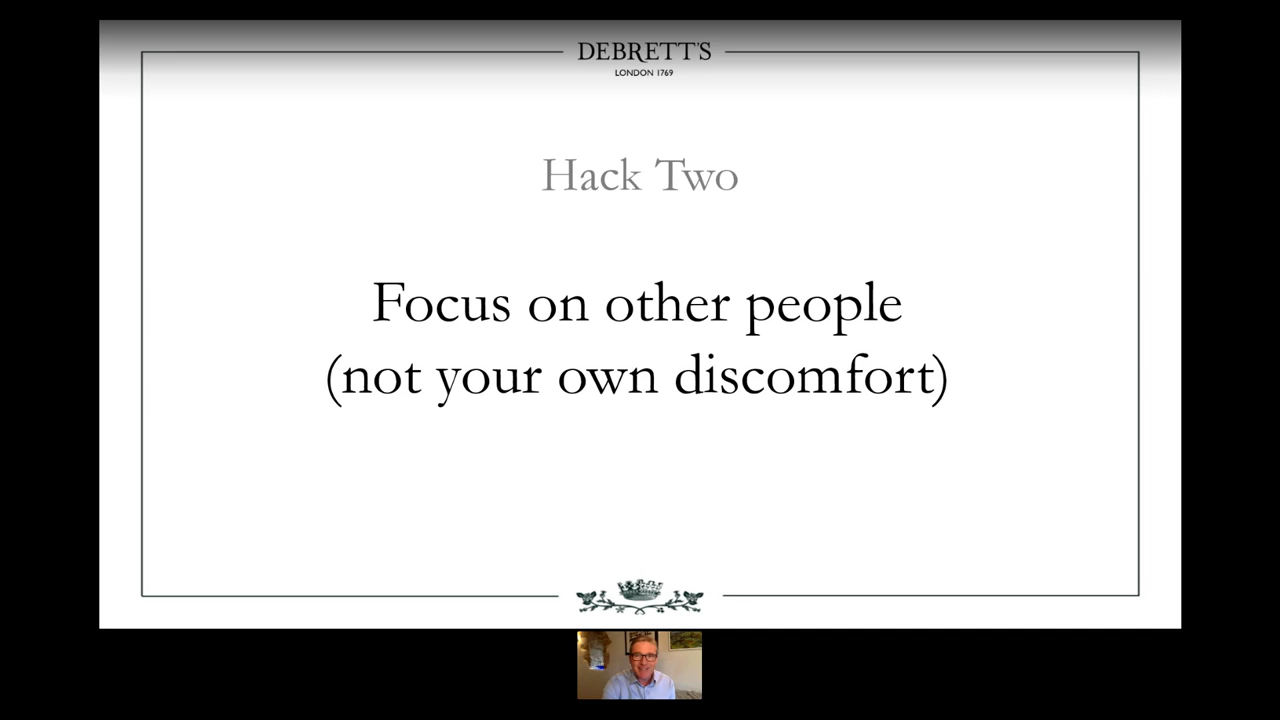 DEBRETT'S
LONDON 1769
Hack Two
Focus on other people
(not your own discomfort)